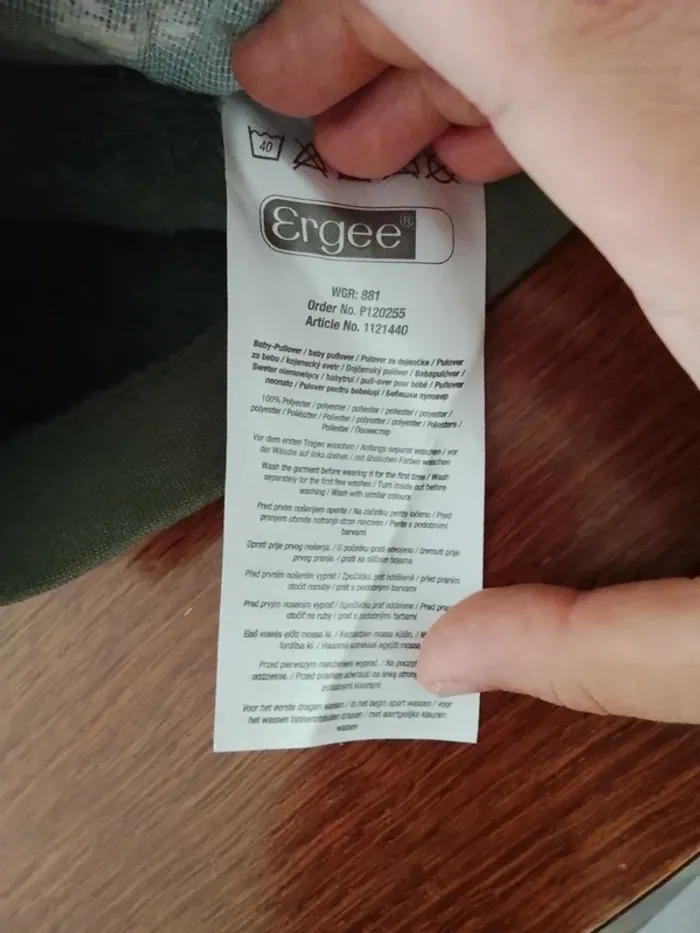 40
Ergee®
WGR: 881
Order No. P120255
Article No. 1121440
Baby-Pullover / baby pullover / Pulover za dojenčke / Pulover
za bebu / kojenecký svetr / Dojčenský pulóver / Babapulóver /
Sweter niemowlęcy / babytrui / pull-over pour bébé / Pullover
neonato / Pulover pentru bebeluşi / Бебешки пуловер
100% Polyester / polyester / poliester / poliester / polyester /
polyester / Poliészter / Poliester / polyester / polyester / Poliestere /
Poliester / Полиестер
Vor dem ersten Tragen waschen / Anfangs separat waschen / vor
der Wäsche auf links drehen / mit ähnlichen Farben waschen
Wash the garment before wearing it for the first time / Wash
separately for the first few washes / Turn inside out before
washing / Wash with similar colours
Pred prvim nošenjem operite / Na začetku perite ločeno / Pred
pranjem obrnite notranjo stran navzven / Perite s podobnimi
barvami
Oprati prije prvog nošenja. / U početku prati odvojeno / Izvrnuti prije
prvog pranja. / prati sa sličnim bojama
Před prvním nošením vyprat / Zpočátku prát odděleně / před praním
otočit naruby / prát s podobnými barvami
Pred prvým nosením vyprať / Spočiatku prať oddelene / Pred
otočiť na ruby / prať s podobnými farbami
Első viselés előtt mossa ki. / Kezdetben mossa külön. /
fordítsa ki. / Hasonló színekkel együtt mossa
Przed pierwszym nałożeniem wyprać. / Na
oddzielnie. / Przed praniem odwrócić na lewą
podobnymi kolorami
Voor het eerste dragen wassen / in het begin apart wassen / voor
het wassen binnenstebuiten draaien / met soortgelijke kleuren
wassen